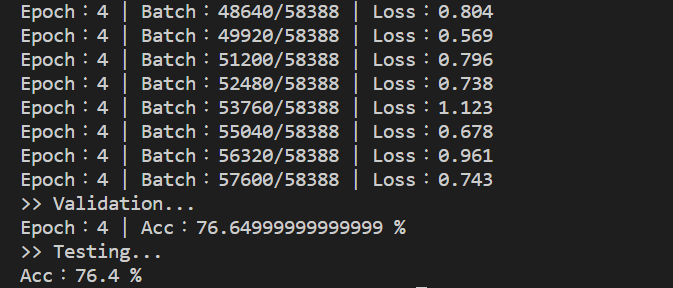 Epoch：4 | Batch：48640/58388 | Loss：0.804
Epoch：4 | Batch：49920/58388 | Loss：0.569
Epoch：4 | Batch：51200/58388 | Loss：0.796
Epoch：4 | Batch：52480/58388 | Loss：0.738
Epoch：4 | Batch：53760/58388 | Loss：1.123
Epoch：4 | Batch：55040/58388 | Loss：0.678
Epoch：4 | Batch：56320/58388 | Loss：0.961
Epoch：4 | Batch：57600/58388 | Loss：0.743
>> Validation...
Epoch：4 | Acc：76.64999999999999 %
>> Testing...
Acc：76.4 %